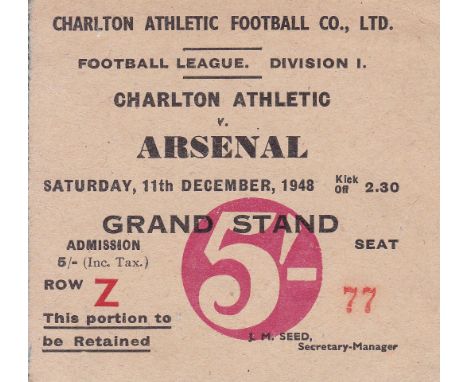 CHARLTON ATHLETIC FOOTBALL CO., LTD.
FOOTBALL LEAGUE. DIVISION I.
CHARLTON ATHLETIC
v.
ARSENAL
SATURDAY, 11th DECEMBER, 1948 Kick Off 2.30
GRAND STAND
ADMISSION
5/- (Inc. Tax.)
5/-
SEAT
ROW Z
77
This portion to
be Retained
J. M. SEED,
Secretary-Manager